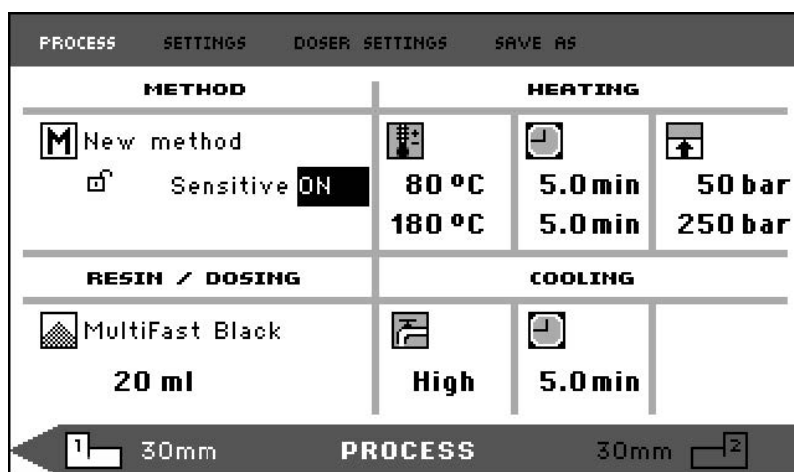 PROCESS SETTINGS DOSER SETTINGS SAVE AS
METHOD HEATING
M New method
Sensitive ON 80 ºC 5.0 min 50 bar
180 ºC 5.0 min 250 bar
RESIN / DOSING COOLING
MultiFast Black
20 ml High 5.0 min
1 30mm PROCESS 30mm 2